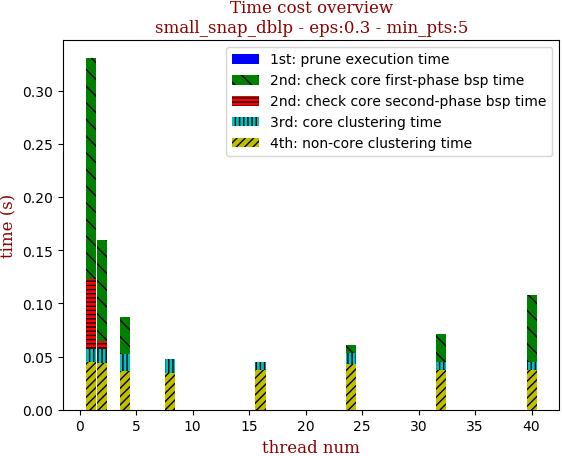 Time cost overview
small_snap_dblp - eps:0.3 - min_pts:5
1st: prune execution time
2nd: check core first-phase bsp time
2nd: check core second-phase bsp time
3rd: core clustering time
4th: non-core clustering time
time (s)
0.30
0.25
0.20
0.15
0.10
0.05
0.00
0 5 10 15 20 25 30 35 40
thread num